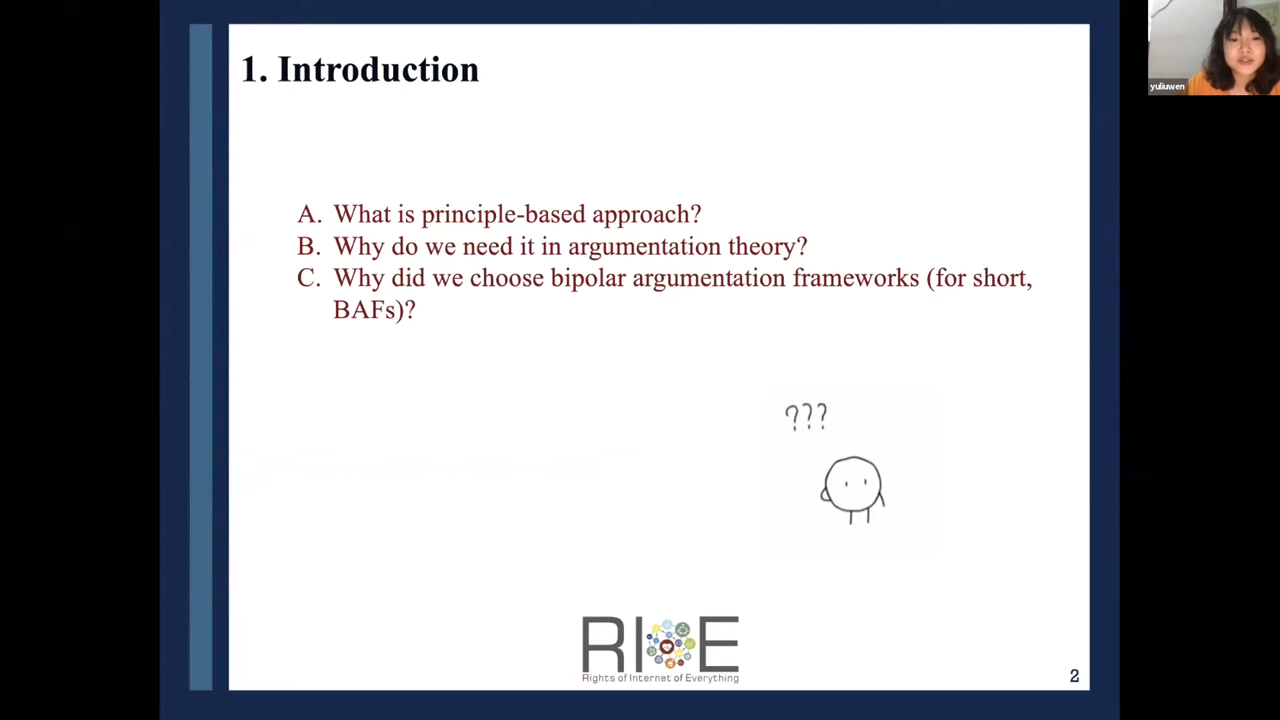 1. Introduction
A. What is principle-based approach?
B. Why do we need it in argumentation theory?
C. Why did we choose bipolar argumentation frameworks (for short,
BAFs)?
???
RI E
Rights of Internet of Everything
2
yuliuwen